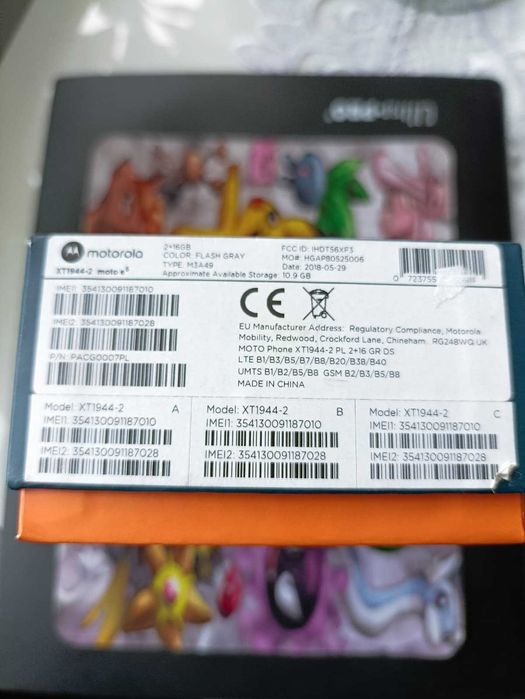 motorola
XT1944-2 moto e5
2+16GB
COLOR: FLASH GRAY
TYPE: M3A49
Approximate Available Storage: 10.9 GB
FCC ID: IHDT56XF3
MO#: HGAP80525006
Date: 2018-05-29
0 723755
IMEI1: 354130091187010
IMEI2: 354130091187028
P/N: PACG0007PL
CE
EU Manufacturer Address: Regulatory Compliance, Motorola
Mobility, Redwood, Crockford Lane, Chineham. RG248WQ UK
MOTO Phone XT1944-2 PL 2+16 GR DS
LTE B1/B3/B5/B7/B8/B20/B38/B40
UMTS B1/B2/B5/B8 GSM B2/B3/B5/B8
MADE IN CHINA
Model: XT1944-2 A
IMEI1: 354130091187010
IMEI2: 354130091187028
Model: XT1944-2 B
IMEI1: 354130091187010
IMEI2: 354130091187028
Model: XT1944-2 C
IMEI1: 354130091187010
IMEI2: 354130091187028